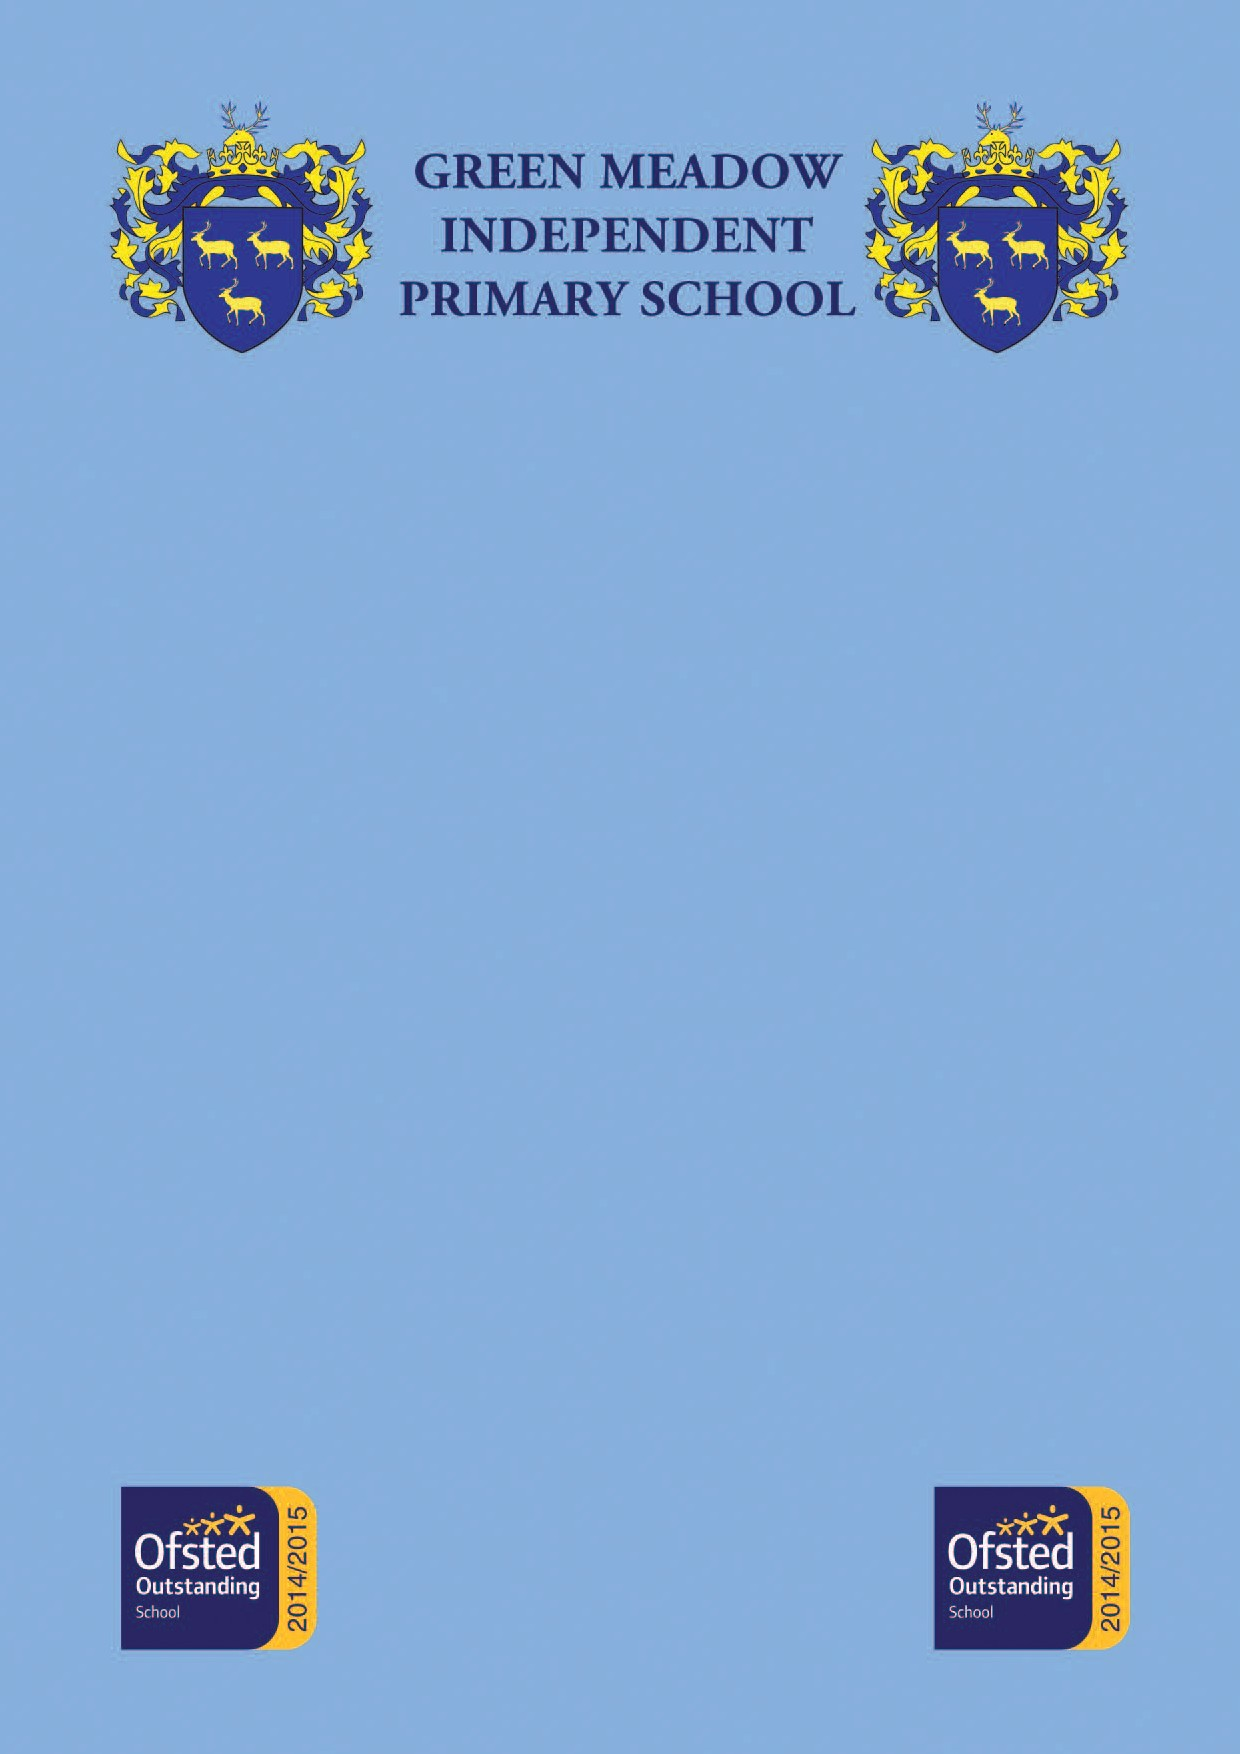 GREEN MEADOW
INDEPENDENT
PRIMARY SCHOOL
Ofsted
Outstanding
School
2014/2015
Ofsted
Outstanding
School
2014/2015